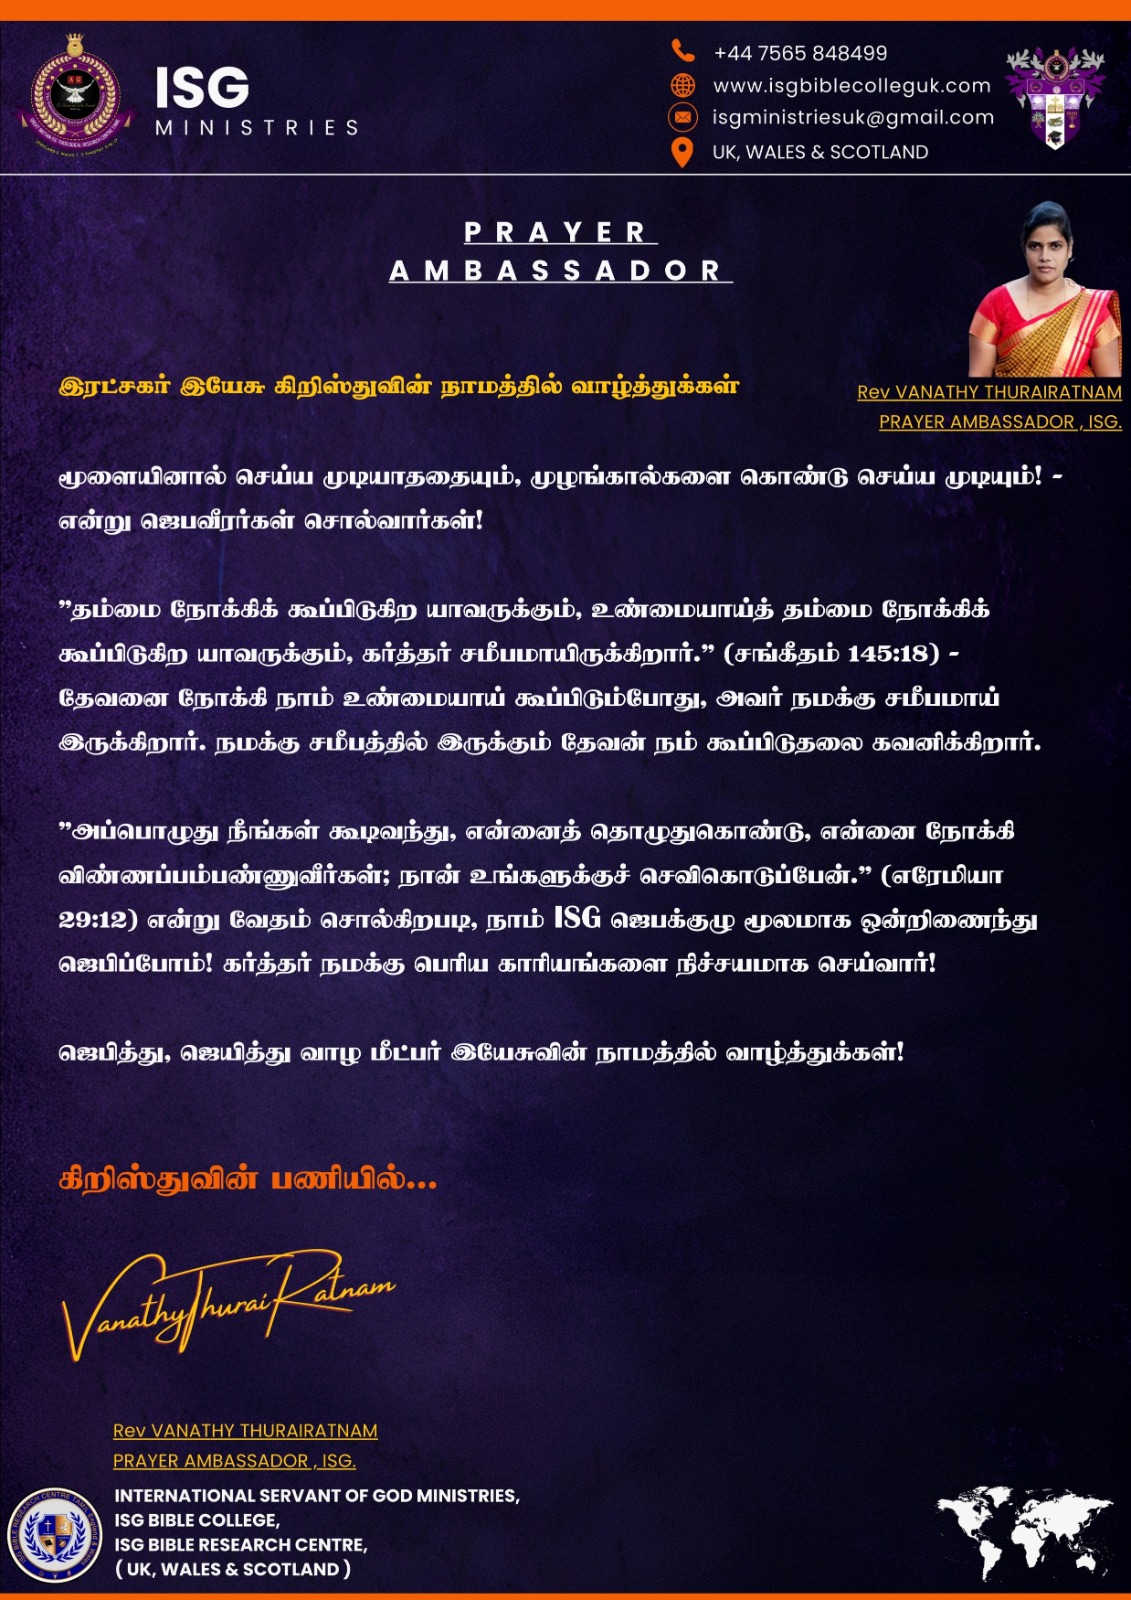 ISG
MINISTRIES
+44 7565 848499
www.isgbiblecolleguk.com
isgministriesuk@gmail.com
UK, WALES & SCOTLAND
PRAYER
AMBASSADOR
Rev VANATHY THURAIRATNAM
PRAYER AMBASSADOR , ISG.
இரட்சகர் இயேசு கிறிஸ்துவின் நாமத்தில் வாழ்த்துக்கள்
மூளையினால் செய்ய முடியாததையும், முழங்கால்களை கொண்டு செய்ய முடியும்! -
என்று ஜெபவீரர்கள் சொல்வார்கள்!
"தம்மை நோக்கிக் கூப்பிடுகிற யாவருக்கும், உண்மையாய்த் தம்மை நோக்கிக்
கூப்பிடுகிற யாவருக்கும், கர்த்தர் சமீபமாயிருக்கிறார்." (சங்கீதம் 145:18) -
தேவனை நோக்கி நாம் உண்மையாய் கூப்பிடும்போது, அவர் நமக்கு சமீபமாய்
இருக்கிறார். நமக்கு சமீபத்தில் இருக்கும் தேவன் நம் கூப்பிடுதலை கவனிக்கிறார்.
"அப்பொழுது நீங்கள் கூடிவந்து, என்னைத் தொழுதுகொண்டு, என்னை நோக்கி
விண்ணப்பம்பண்ணுவீர்கள்; நான் உங்களுக்குச் செவிகொடுப்பேன்." (எரேமியா
29:12) என்று வேதம் சொல்கிறபடி, நாம் ISG ஜெபக்குழு மூலமாக ஒன்றிணைந்து
ஜெபிப்போம்! கர்த்தர் நமக்கு பெரிய காரியங்களை நிச்சயமாக செய்வார்!
ஜெபித்து, ஜெயித்து வாழ மீட்பர் இயேசுவின் நாமத்தில் வாழ்த்துக்கள்!
கிறிஸ்துவின் பணியில்...
VanathyThuraiRatnam
Rev VANATHY THURAIRATNAM
PRAYER AMBASSADOR , ISG.
INTERNATIONAL SERVANT OF GOD MINISTRIES,
ISG BIBLE COLLEGE,
ISG BIBLE RESEARCH CENTRE,
( UK, WALES & SCOTLAND )